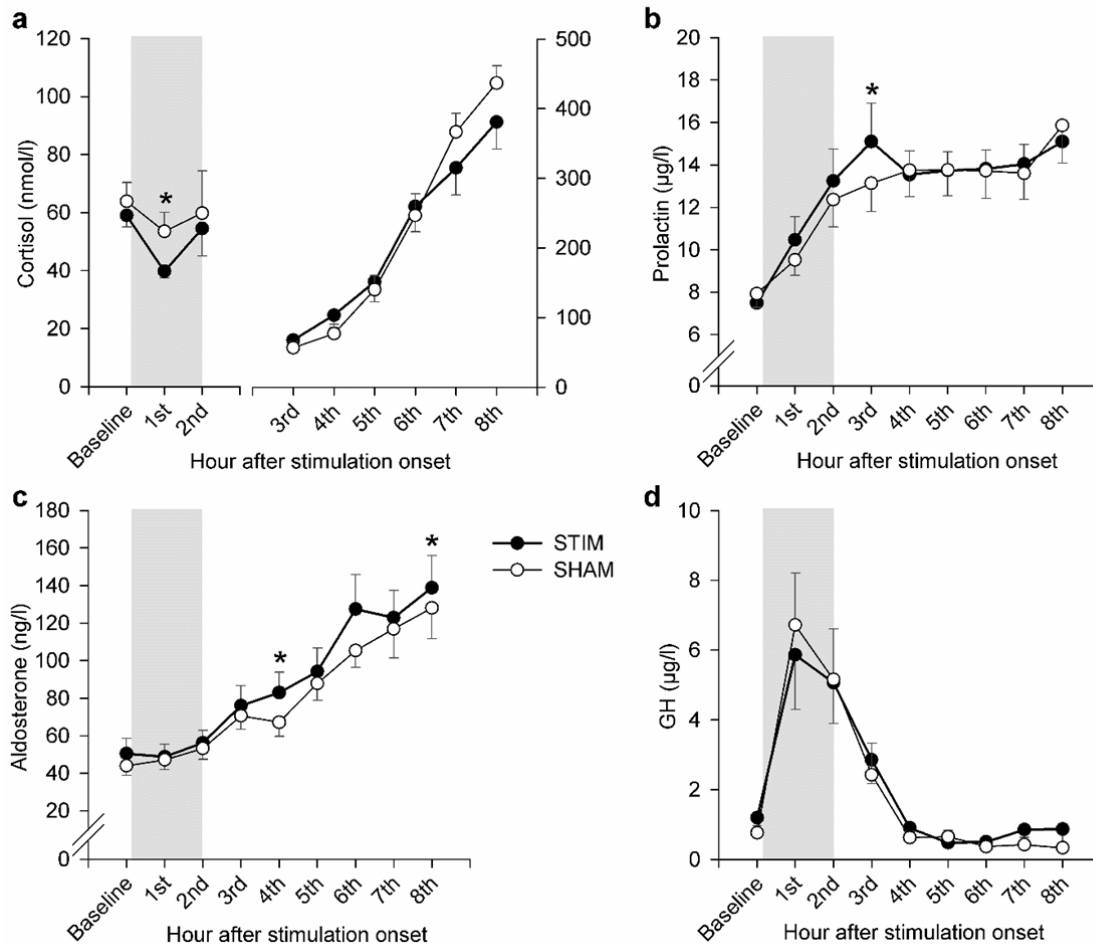 a
120
100
80
60
40
20
0
Cortisol (nmol/l)
*
500
400
300
200
100
0
Baseline
1st
2nd
3rd
4th
5th
6th
7th
8th
Hour after stimulation onset
b
20
18
16
14
12
10
8
6
0
Prolactin (µg/l)
*
Baseline
1st
2nd
3rd
4th
5th
6th
7th
8th
Hour after stimulation onset
c
180
160
140
120
100
80
60
40
20
0
Aldosterone (ng/l)
*
*
STIM
SHAM
Baseline
1st
2nd
3rd
4th
5th
6th
7th
8th
Hour after stimulation onset
d
10
8
6
4
2
0
GH (µg/l)
Baseline
1st
2nd
3rd
4th
5th
6th
7th
8th
Hour after stimulation onset